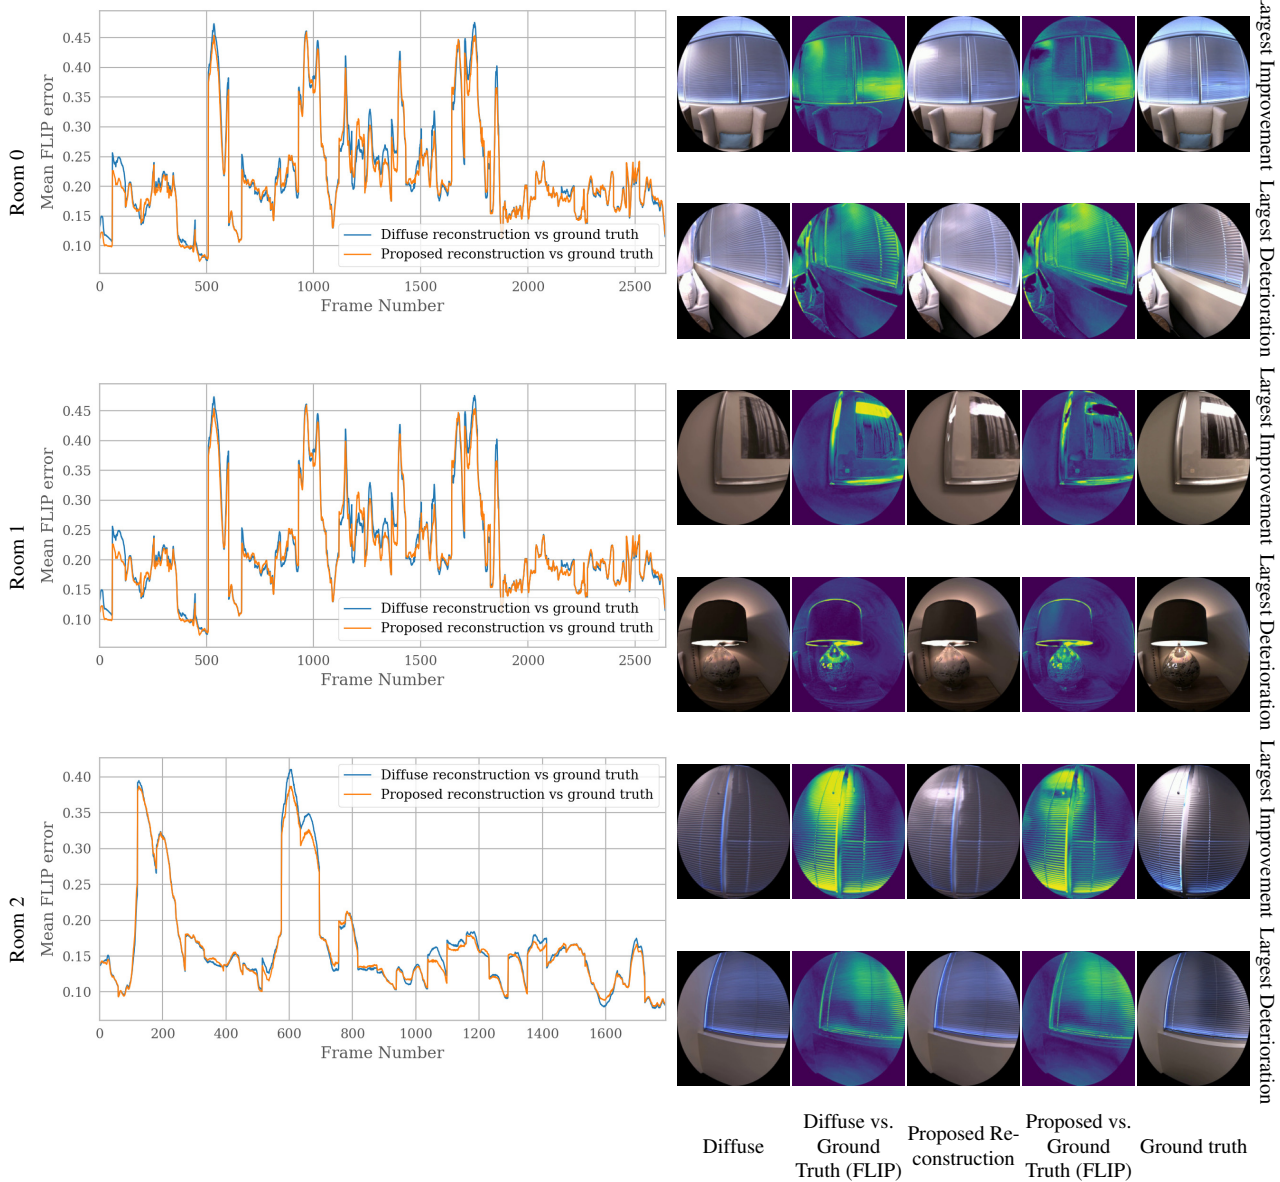 Room 0
Mean FLIP error
0.45
0.40
0.35
0.30
0.25
0.20
0.15
0.10
Diffuse reconstruction vs ground truth
Proposed reconstruction vs ground truth
0 500 1000 1500 2000 2500
Frame Number
Largest Improvement
Largest Deterioration
Room 1
Mean FLIP error
0.45
0.40
0.35
0.30
0.25
0.20
0.15
0.10
Diffuse reconstruction vs ground truth
Proposed reconstruction vs ground truth
0 500 1000 1500 2000 2500
Frame Number
Largest Improvement
Largest Deterioration
Room 2
Mean FLIP error
0.40
0.35
0.30
0.25
0.20
0.15
0.10
Diffuse reconstruction vs ground truth
Proposed reconstruction vs ground truth
0 200 400 600 800 1000 1200 1400 1600
Frame Number
Largest Improvement
Largest Deterioration
Diffuse
Diffuse vs.
Ground
Truth (FLIP)
Proposed Re-
construction
Proposed vs.
Ground
Truth (FLIP)
Ground truth